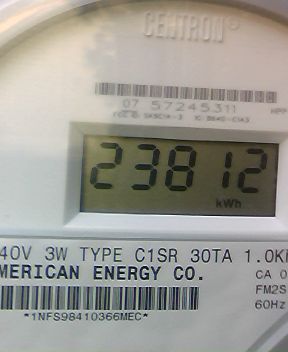 CENTRON®
07 57245311
23812
kWh
40V 3W TYPE C1SR 30TA 1.0K
MERICAN ENERGY CO.
CA 0
FM2S
60Hz
*1NFS98410366MEC*